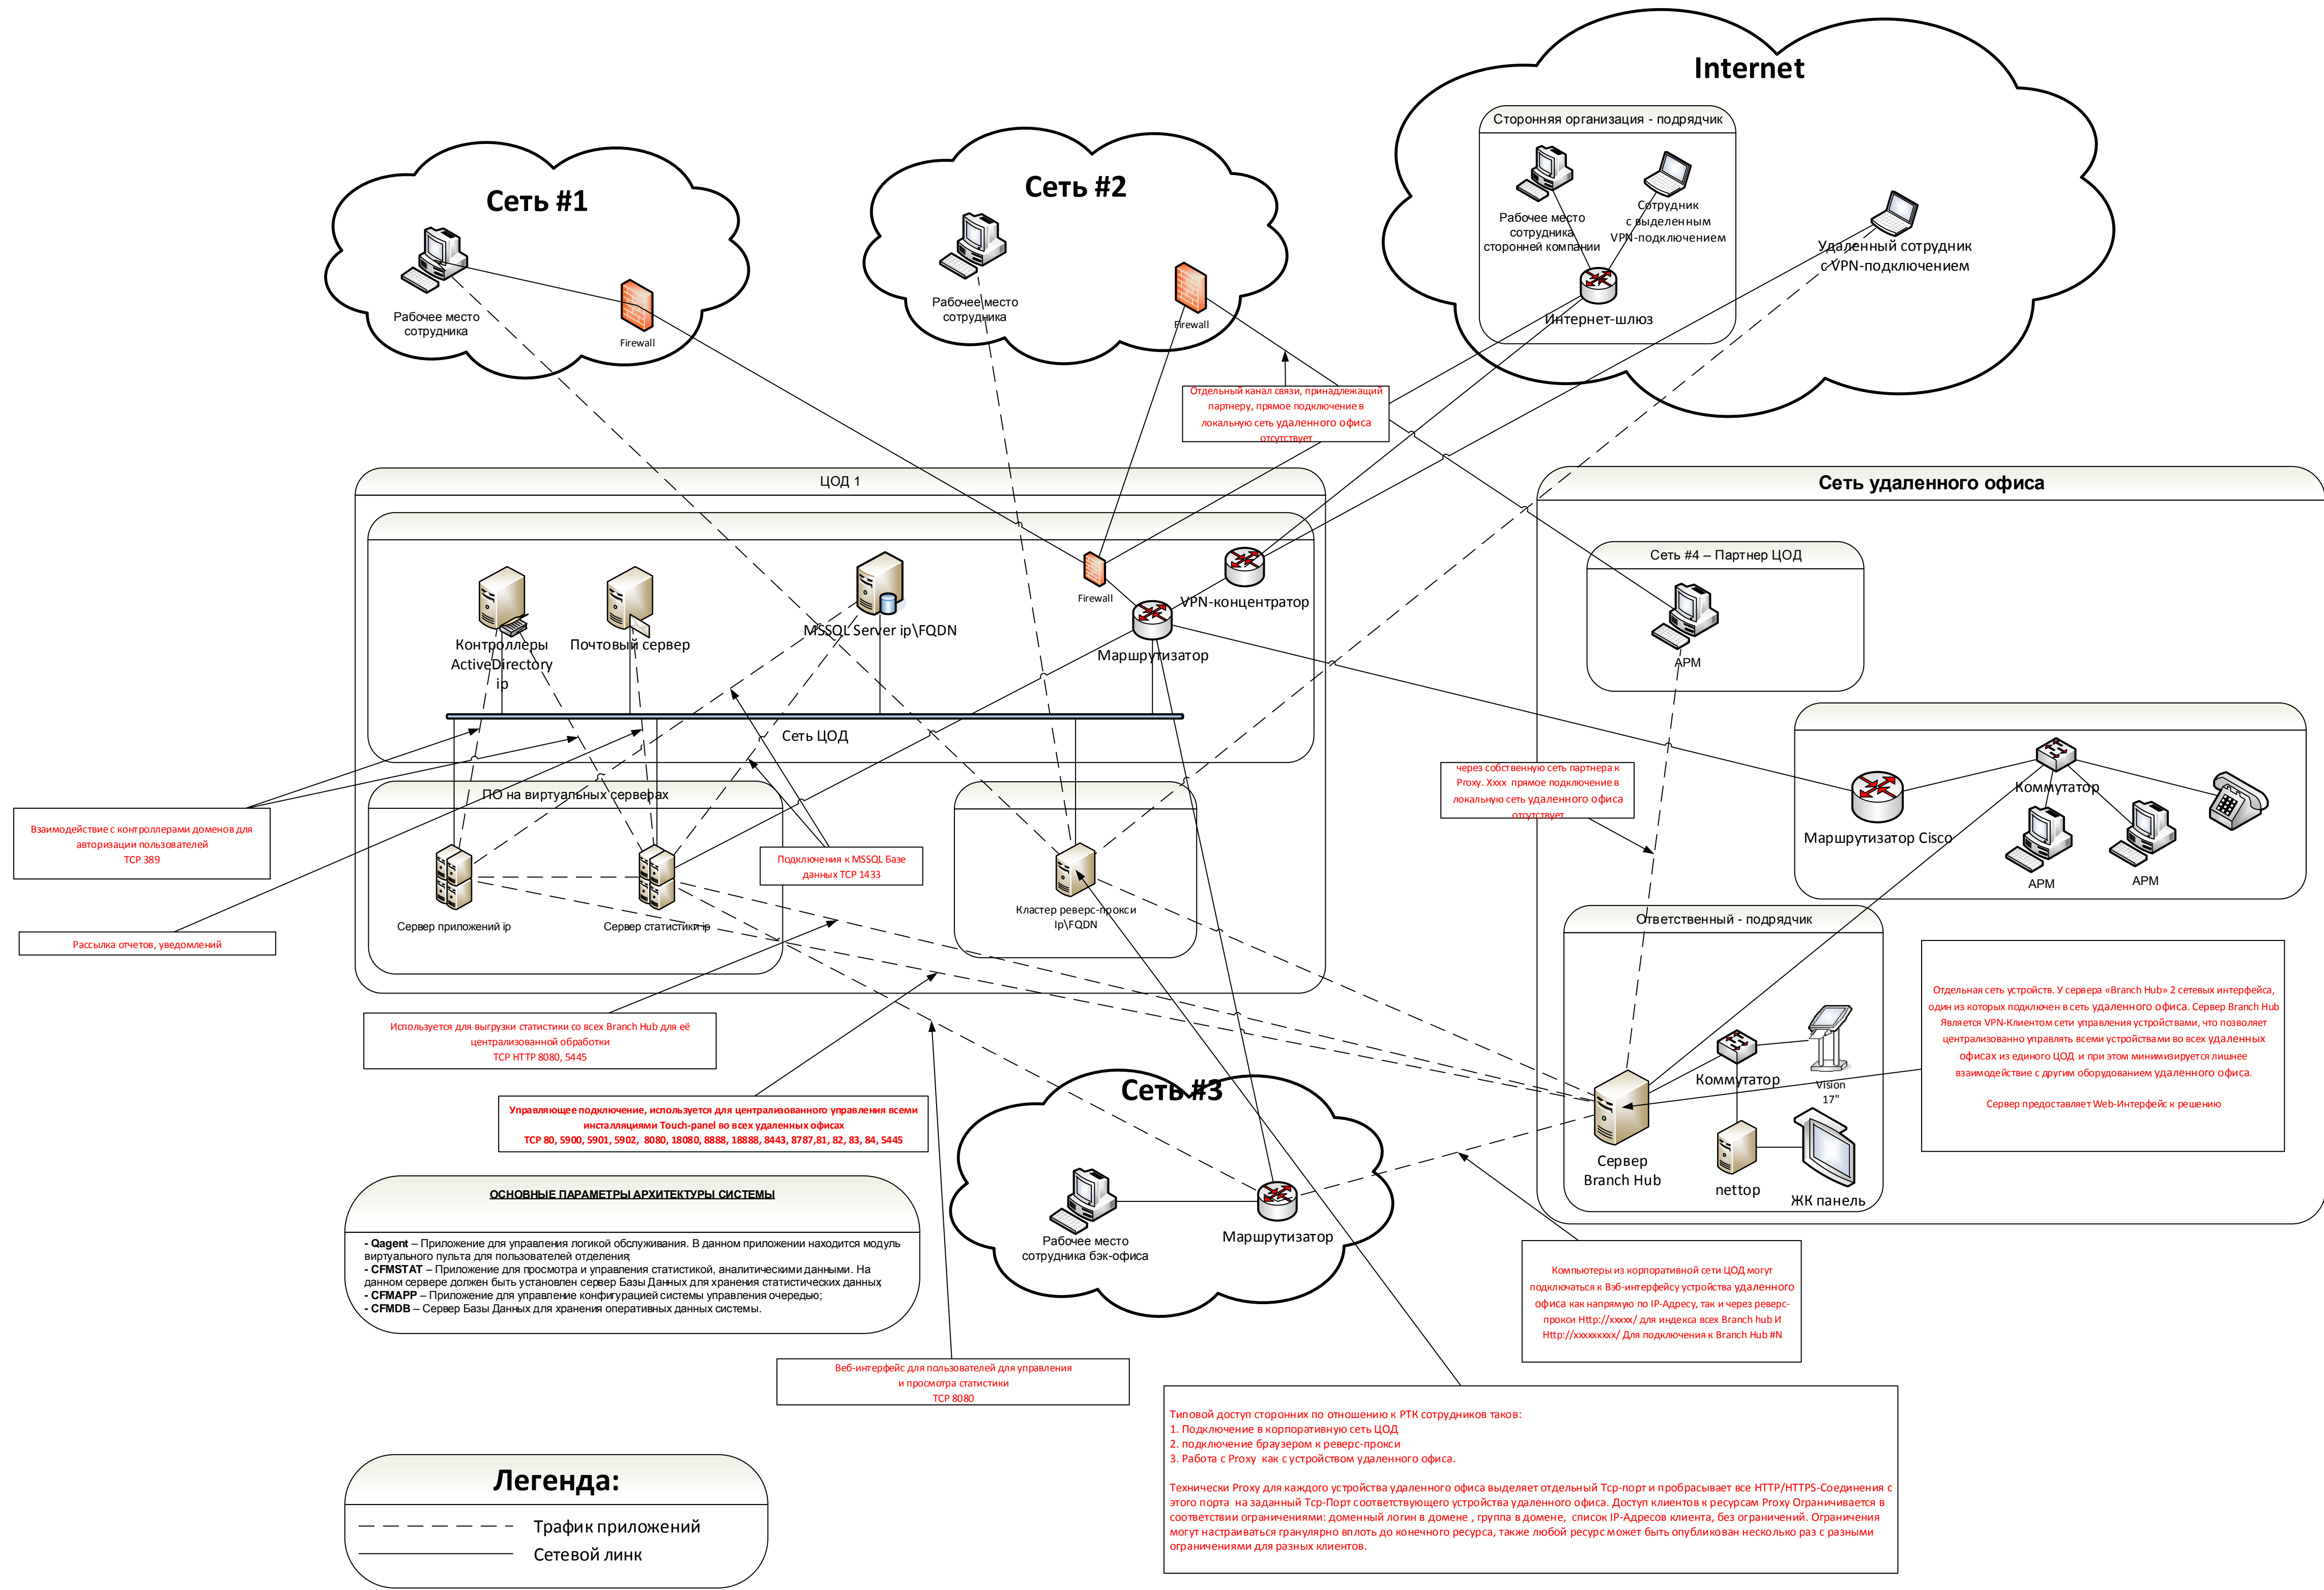 Internet
Сторонняя организация - подрядчик
Рабочее место
сотрудника
сторонней компании
Сотрудник
с выделенным
VPN-подключением
Интернет-шлюз
Удаленный сотрудник
с VPN-подключением
Сеть #1
Рабочее место
сотрудника
Firewall
Сеть #2
Рабочее место
сотрудника
Firewall
Отдельный канал связи, принадлежащий
партнеру, прямое подключение в
локальную сеть удаленного офиса
отсутствует
ЦОД 1
Контроллеры
ActiveDirectory
ip
Почтовый сервер
MSSQL Server ip\FQDN
Firewall
VPN-концентратор
Маршрутизатор
Сеть ЦОД
ПО на виртуальных серверах
Сервер приложений ip
Сервер статистики ip
Подключения к MSSQL Базе
данных TCP 1433
Кластер реверс-прокси
Ip\FQDN
Взаимодействие с контроллерами доменов для
авторизации пользователей
TCP 389
Рассылка отчетов, уведомлений
Сеть удаленного офиса
Сеть #4 – Партнер ЦОД
АРМ
через собственную сеть партнера к
Proxy. Xxxx прямое подключение в
локальную сеть удаленного офиса
отсутствует
Коммутатор
Маршрутизатор Cisco
АРМ
АРМ
Ответственный - подрядчик
Коммутатор
Vision
17"
Сервер
Branch Hub
nettop
ЖК панель
Отдельная сеть устройств. У сервера «Branch Hub» 2 сетевых интерфейса,
один из которых подключен в сеть удаленного офиса. Сервер Branch Hub
Является VPN-Клиентом сети управления устройствами, что позволяет
централизованно управлять всеми устройствами во всех удаленных
офисах из единого ЦОД и при этом минимизируется лишнее
взаимодействие с другим оборудованием удаленного офиса.
Сервер предоставляет Web-Интерфейс к решению
Используется для выгрузки статистики со всех Branch Hub для её
централизованной обработки
TCP HTTP 8080, 5445
Управляющее подключение, используется для централизованного управления всеми
инсталляциями Touch-panel во всех удаленных офисах
TCP 80, 5900, 5901, 5902, 8080, 18080, 8888, 18888, 8443, 8787,81, 82, 83, 84, 5445
Сеть #3
Рабочее место
сотрудника бэк-офиса
Маршрутизатор
ОСНОВНЫЕ ПАРАМЕТРЫ АРХИТЕКТУРЫ СИСТЕМЫ
- Qagent – Приложение для управления логикой обслуживания. В данном приложении находится модуль
виртуального пульта для пользователей отделения;
- CFMSTAT – Приложение для просмотра и управления статистикой, аналитическими данными. На
данном сервере должен быть установлен сервер Базы Данных для хранения статистических данных;
- CFMAPP – Приложение для управление конфигурацией системы управления очередью;
- CFMDB – Сервер Базы Данных для хранения оперативных данных системы.
Компьютеры из корпоративной сети ЦОД могут
подключаться к Вэб-интерфейсу устройства удаленного
офиса как напрямую по IP-Адресу, так и через реверс-
прокси Http://xxxxx/ для индекса всех Branch hub И
Http://xxxxxxxxx/ Для подключения к Branch Hub #N
Веб-интерфейс для пользователей для управления
и просмотра статистики
TCP 8080
Типовой доступ сторонних по отношению к РТК сотрудников таков:
1. Подключение в корпоративную сеть ЦОД
2. подключение браузером к реверс-прокси
3. Работа с Proxy как с устройством удаленного офиса.
Технически Proxy для каждого устройства удаленного офиса выделяет отдельный Tcp-порт и пробрасывает все HTTP/HTTPS-Соединения с
этого порта на заданный Tcp-Порт соответствующего устройства удаленного офиса. Доступ клиентов к ресурсам Proxy Ограничивается в
соответствии ограничениями: доменный логин в домене , группа в домене, список IP-Адресов клиента, без ограничений. Ограничения
могут настраиваться гранулярно вплоть до конечного ресурса, также любой ресурс может быть опубликован несколько раз с разными
ограничениями для разных клиентов.
Легенда:
Трафик приложений
Сетевой линк